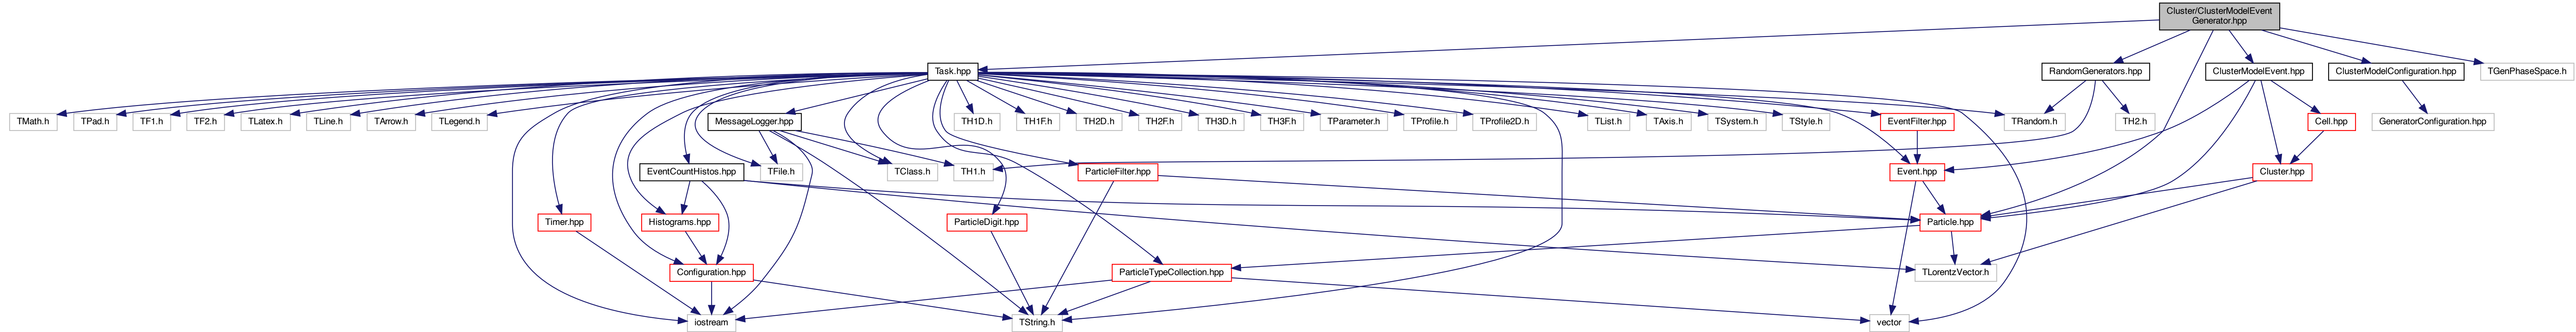 Cluster/ClusterModelEvent
Generator.hpp
Task.hpp
RandomGenerators.hpp
ClusterModelEvent.hpp
ClusterModelConfiguration.hpp
TGenPhaseSpace.h
TMath.h
TPad.h
TF1.h
TF2.h
TLatex.h
TLine.h
TArrow.h
TLegend.h
MessageLogger.hpp
TH1D.h
TH1F.h
TH2D.h
TH2F.h
TH3D.h
TH3F.h
TParameter.h
TProfile.h
TProfile2D.h
TList.h
TAxis.h
TSystem.h
TStyle.h
EventFilter.hpp
TRandom.h
TH2.h
Cell.hpp
GeneratorConfiguration.hpp
EventCountHistos.hpp
TFile.h
TClass.h
TH1.h
ParticleFilter.hpp
Event.hpp
Cluster.hpp
Timer.hpp
Histograms.hpp
ParticleDigit.hpp
Particle.hpp
Configuration.hpp
ParticleTypeCollection.hpp
TLorentzVector.h
iostream
TString.h
vector